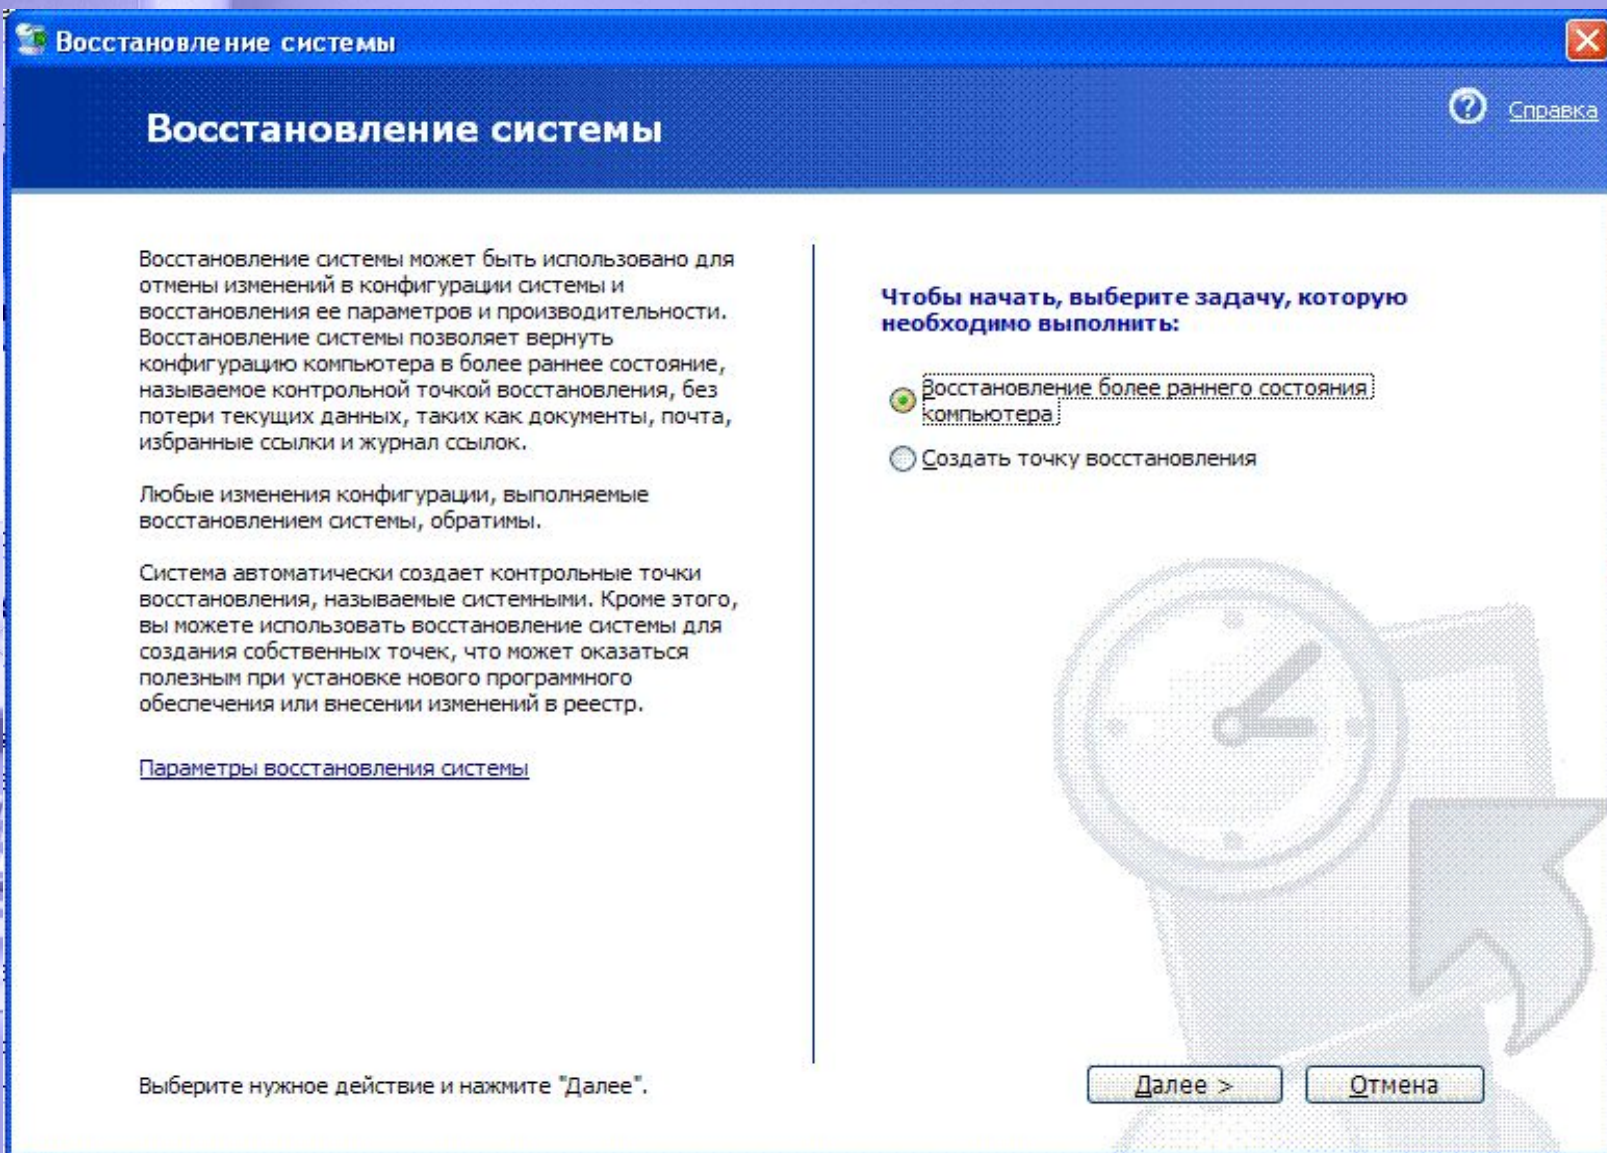 Восстановление системы
Восстановление системы
Справка
Восстановление системы может быть использовано для
отмены изменений в конфигурации системы и
восстановления ее параметров и производительности.
Восстановление системы позволяет вернуть
конфигурацию компьютера в более раннее состояние,
называемое контрольной точкой восстановления, без
потери текущих данных, таких как документы, почта,
избранные ссылки и журнал ссылок.
Любые изменения конфигурации, выполняемые
восстановлением системы, обратимы.
Система автоматически создает контрольные точки
восстановления, называемые системными. Кроме этого,
вы можете использовать восстановление системы для
создания собственных точек, что может оказаться
полезным при установке нового программного
обеспечения или внесении изменений в реестр.
Параметры восстановления системы
Чтобы начать, выберите задачу, которую
необходимо выполнить:
Восстановление более раннего состояния
компьютера
Создать точку восстановления
Выберите нужное действие и нажмите "Далее".
Далее >
Отмена